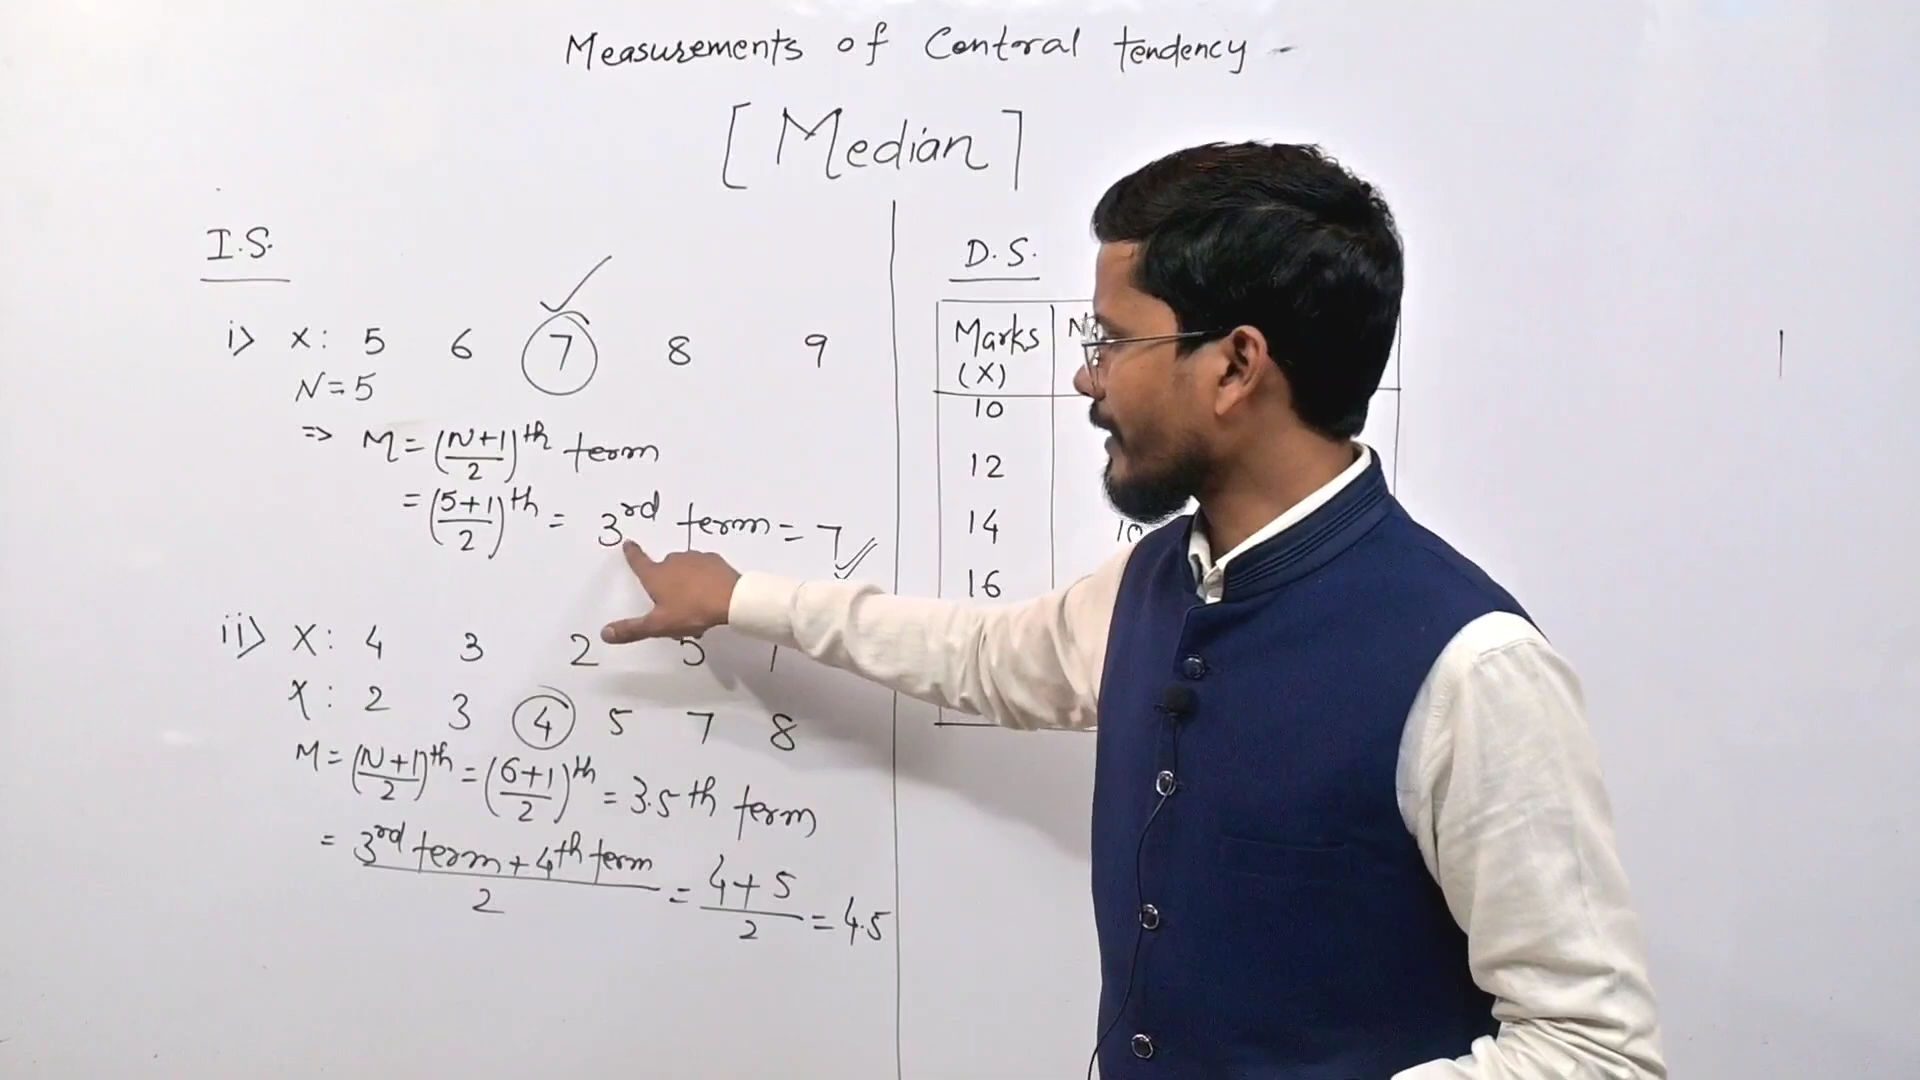 Measurements of Centoral tendency -
[Median]
I.S.
i> X: 5 6 7 8 9
N=5
=> M = (N+1/2)th term
= (5+1/2)th = 3rd term = 7
ii> X: 4 3 2 5
X: 2 3 4 5 7 8
M = (N+1/2)th = (6+1/2)th = 3.5th term
= 3rd term + 4th term / 2 = 4+5/2 = 4.5
D.S.
Marks
(X)
10
12
14 10
16